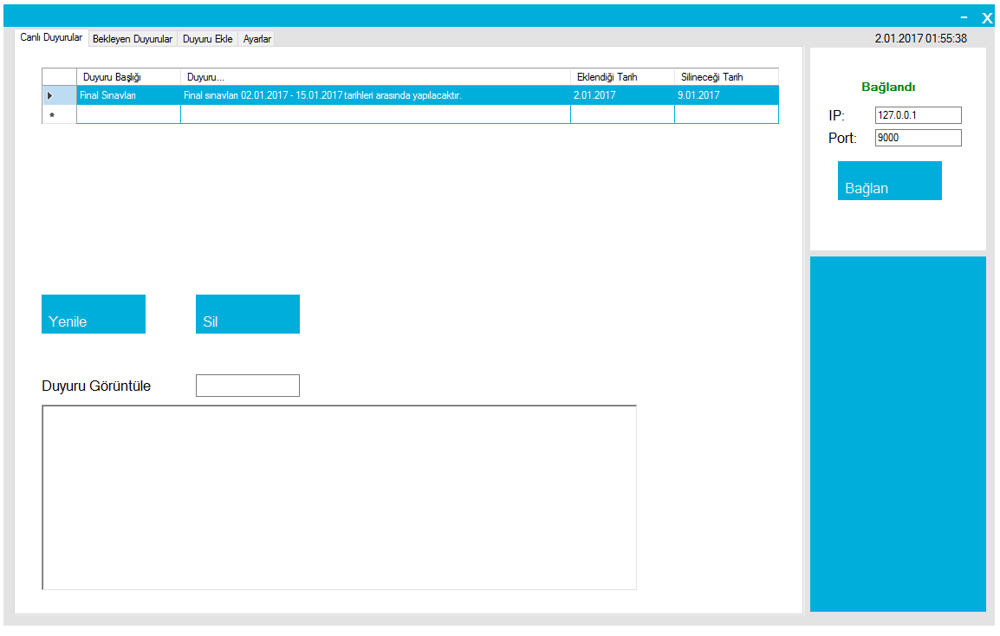 - X
Canlı Duyurular Bekleyen Duyurular Duyuru Ekle Ayarlar 2.01.2017 01:55:38
Duyuru Başlığı Duyuru... Eklendiği Tarih Silineceği Tarih
Final Sınavları Final sınavları 02.01.2017 - 15.01.2017 tarihleri arasında yapılacaktır. 2.01.2017 9.01.2017
*
Bağlandı
IP: 127.0.0.1
Port: 9000
Bağlan
Yenile Sil
Duyuru Görüntüle